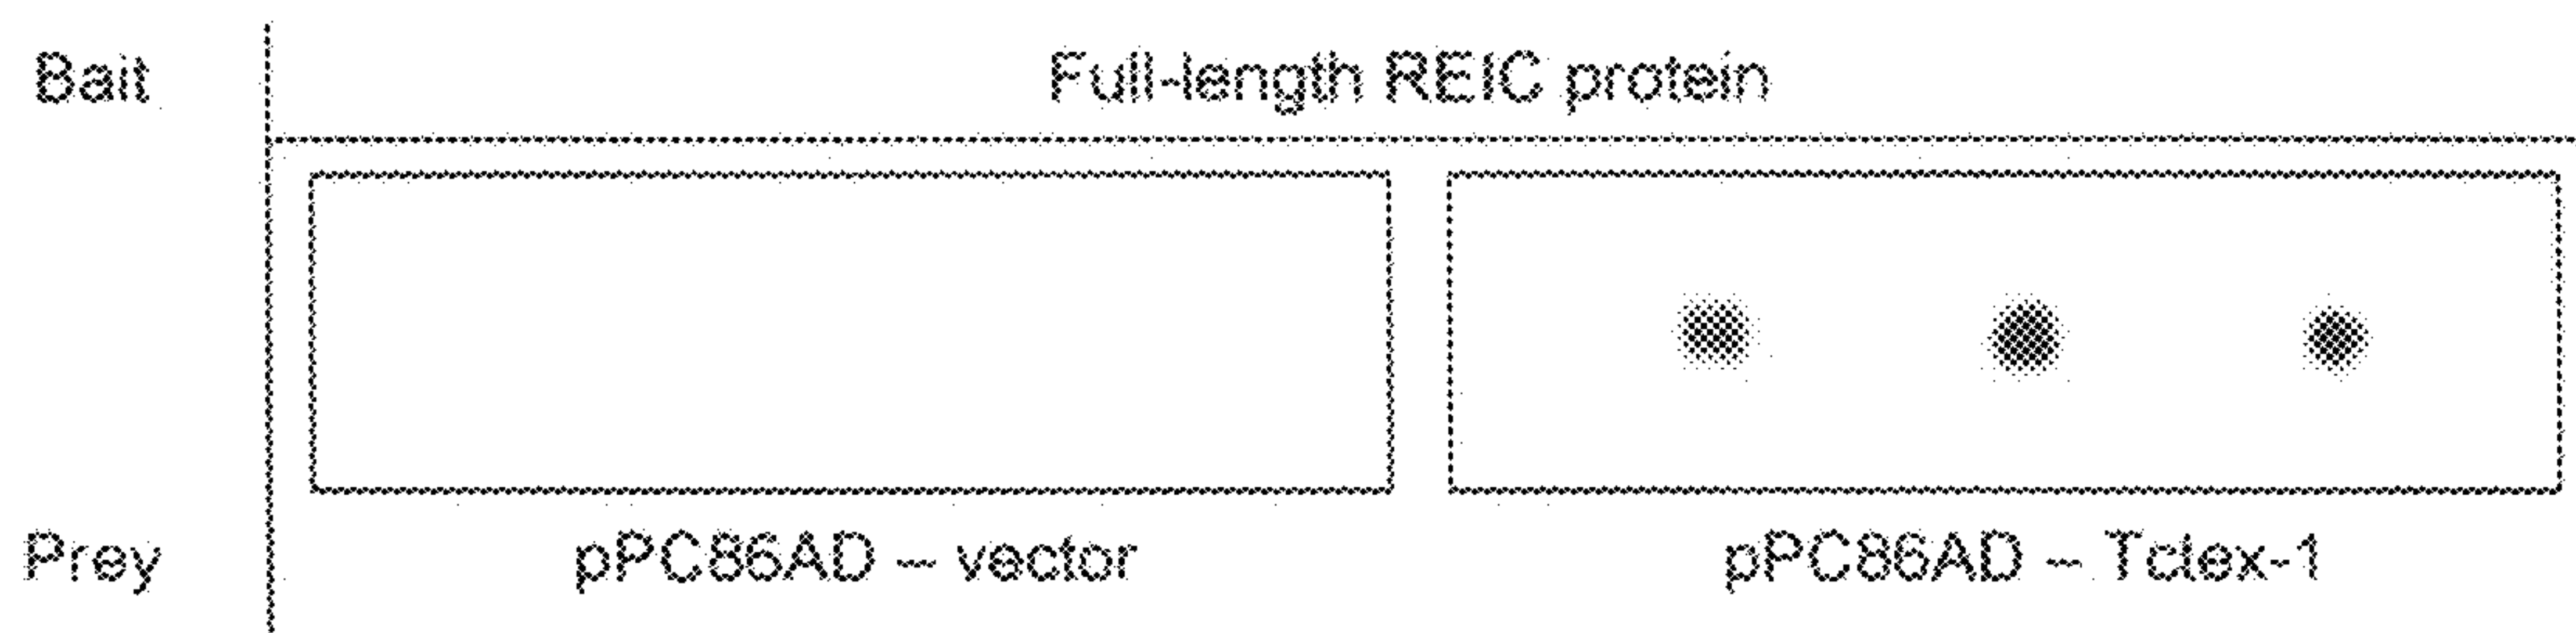 Bait
Full-length REIC protein
Prey
pPC86AD – vector
pPC86AD – Tctex-1